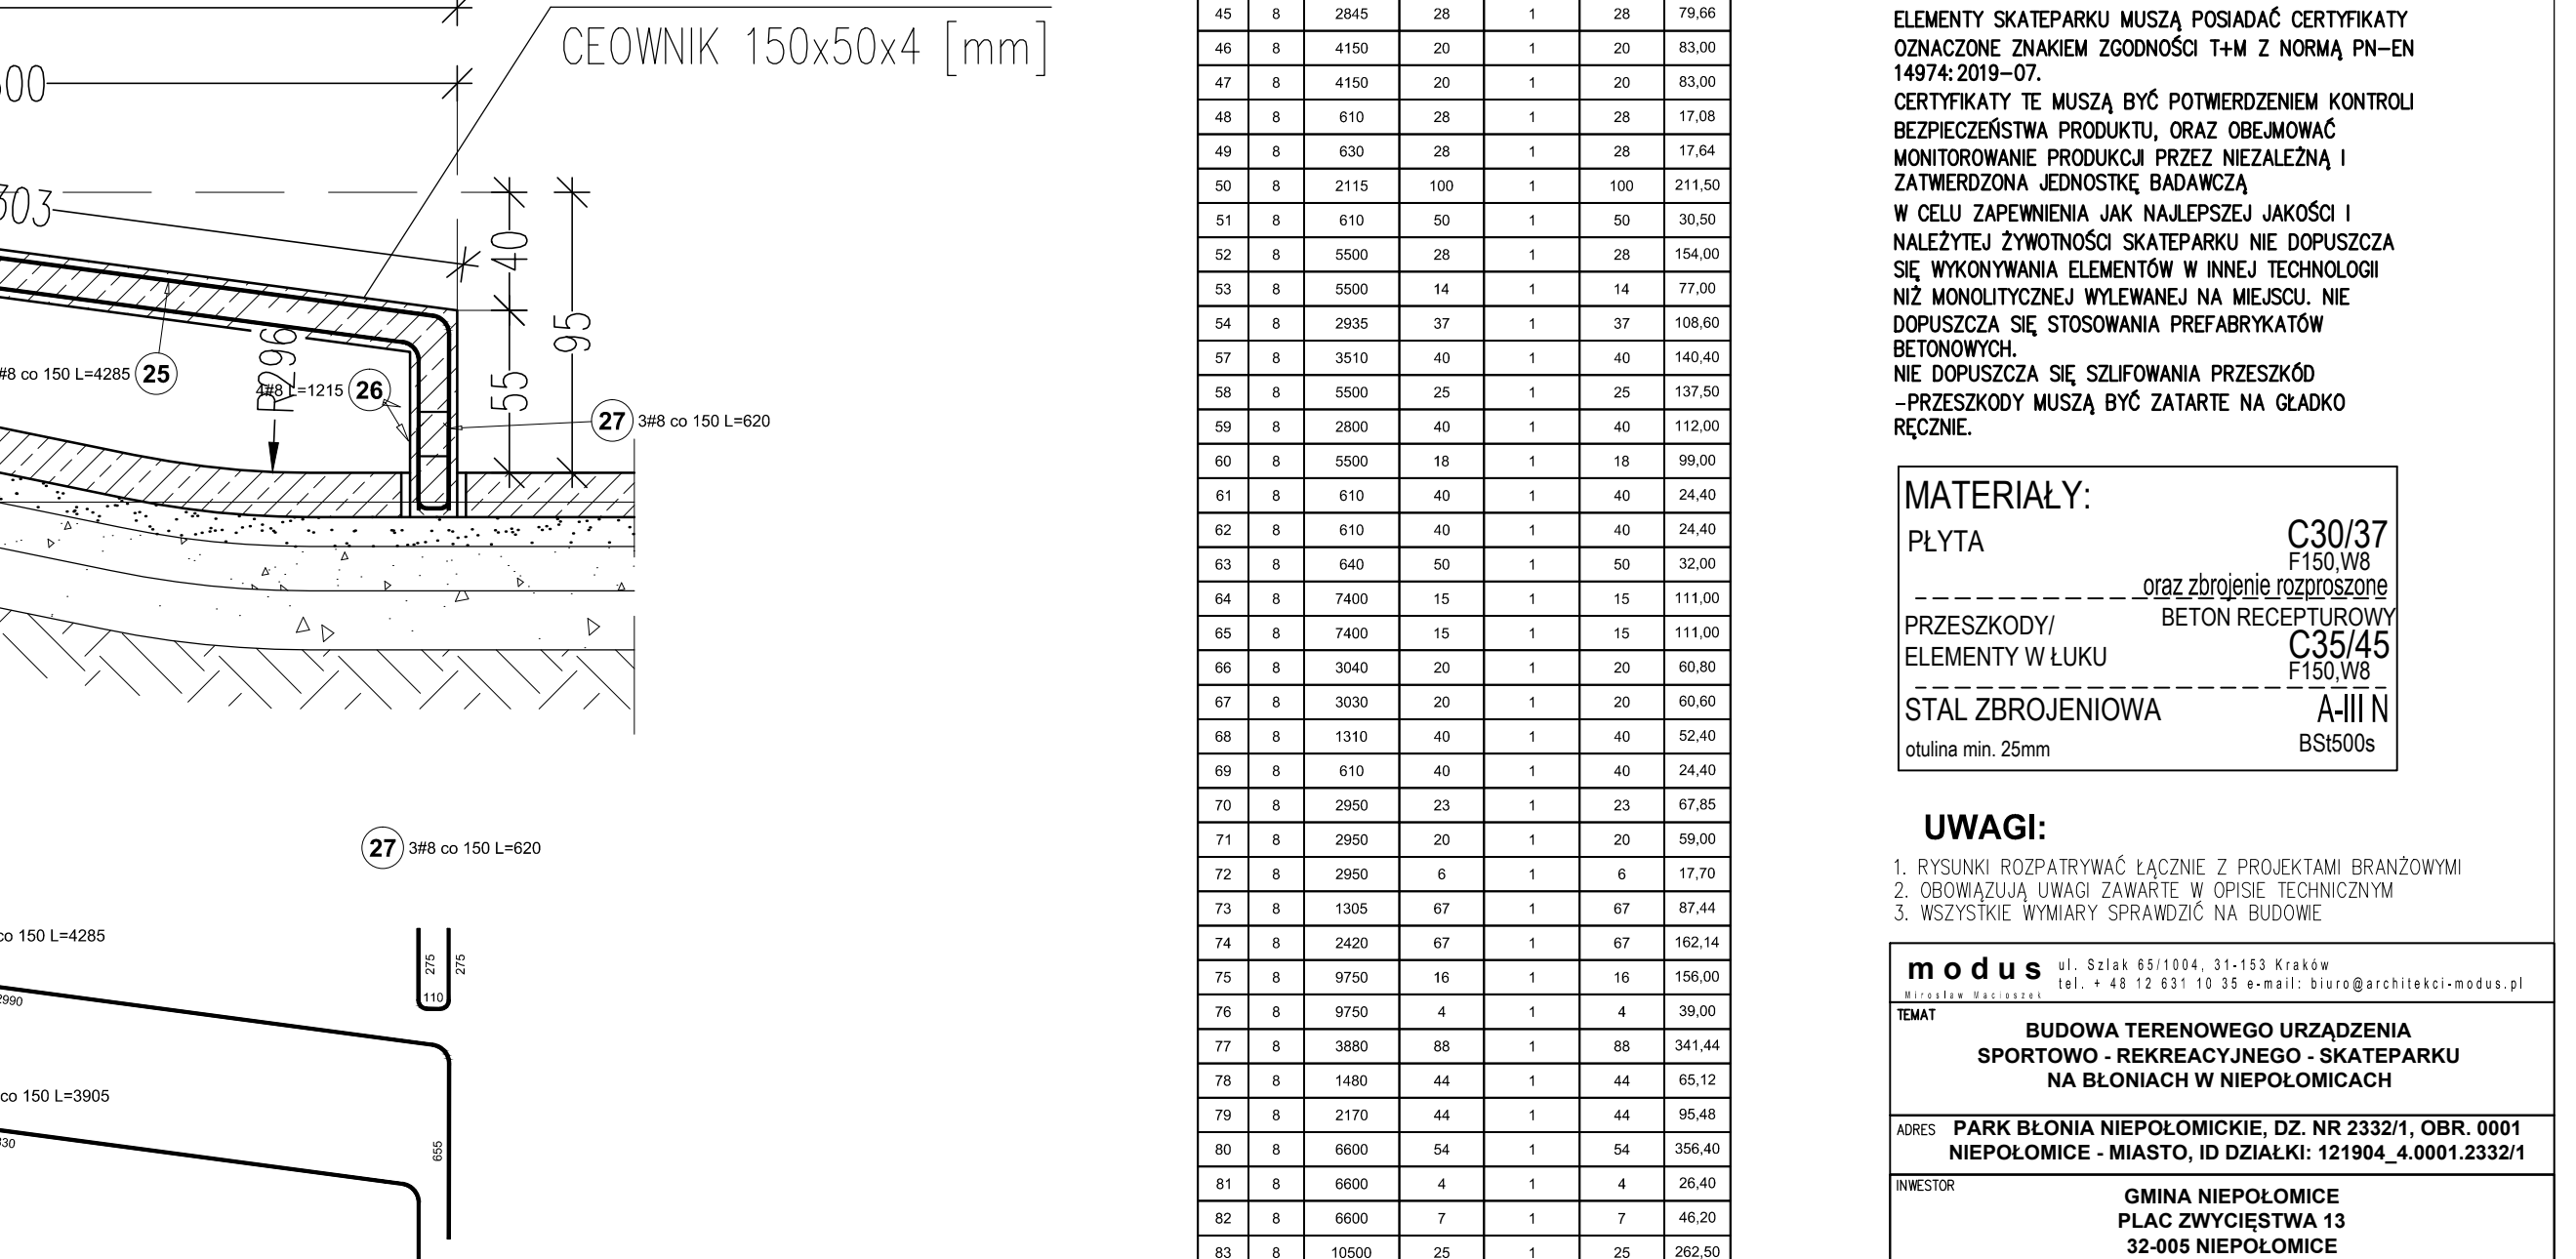 CEOWNIK 150x50x4 [mm]
00
303
40
95
55
R296
#8 co 150 L=4285 25
4#8 L=1215 26
27 3#8 co 150 L=620
27 3#8 co 150 L=620
co 150 L=4285
275 275
110
2990
co 150 L=3905
655
45 8 2845 28 1 28 79,66
46 8 4150 20 1 20 83,00
47 8 4150 20 1 20 83,00
48 8 610 28 1 28 17,08
49 8 630 28 1 28 17,64
50 8 2115 100 1 100 211,50
51 8 610 50 1 50 30,50
52 8 5500 28 1 28 154,00
53 8 5500 14 1 14 77,00
54 8 2935 37 1 37 108,60
57 8 3510 40 1 40 140,40
58 8 5500 25 1 25 137,50
59 8 2800 40 1 40 112,00
60 8 5500 18 1 18 99,00
61 8 610 40 1 40 24,40
62 8 610 40 1 40 24,40
63 8 640 50 1 50 32,00
64 8 7400 15 1 15 111,00
65 8 7400 15 1 15 111,00
66 8 3040 20 1 20 60,80
67 8 3030 20 1 20 60,60
68 8 1310 40 1 40 52,40
69 8 610 40 1 40 24,40
70 8 2950 23 1 23 67,85
71 8 2950 20 1 20 59,00
72 8 2950 6 1 6 17,70
73 8 1305 67 1 67 87,44
74 8 2420 67 1 67 162,14
75 8 9750 16 1 16 156,00
76 8 9750 4 1 4 39,00
77 8 3880 88 1 88 341,44
78 8 1480 44 1 44 65,12
79 8 2170 44 1 44 95,48
80 8 6600 54 1 54 356,40
81 8 6600 4 1 4 26,40
82 8 6600 7 1 7 46,20
83 8 10500 25 1 25 262,50
ELEMENTY SKATEPARKU MUSZĄ POSIADAĆ CERTYFIKATY
OZNACZONE ZNAKIEM ZGODNOŚCI T+M Z NORMĄ PN-EN
14974:2019-07.
CERTYFIKATY TE MUSZĄ BYĆ POTWIERDZENIEM KONTROLI
BEZPIECZEŃSTWA PRODUKTU, ORAZ OBEJMOWAĆ
MONITOROWANIE PRODUKCJI PRZEZ NIEZALEŻNĄ I
ZATWIERDZONA JEDNOSTKĘ BADAWCZĄ
W CELU ZAPEWNIENIA JAK NAJLEPSZEJ JAKOŚCI I
NALEŻYTEJ ŻYWOTNOŚCI SKATEPARKU NIE DOPUSZCZA
SIĘ WYKONYWANIA ELEMENTÓW W INNEJ TECHNOLOGII
NIŻ MONOLITYCZNEJ WYLEWANEJ NA MIEJSCU. NIE
DOPUSZCZA SIĘ STOSOWANIA PREFABRYKATÓW
BETONOWYCH.
NIE DOPUSZCZA SIĘ SZLIFOWANIA PRZESZKÓD
-PRZESZKODY MUSZĄ BYĆ ZATARTE NA GŁADKO
RĘCZNIE.
MATERIAŁY:
PŁYTA C30/37
F150,W8
oraz zbrojenie rozproszone
PRZESZKODY/ BETON RECEPTUROWY
ELEMENTY W ŁUKU C35/45
F150,W8
STAL ZBROJENIOWA A-III N
otulina min. 25mm BSt500s
UWAGI:
1. RYSUNKI ROZPATRYWAĆ ŁĄCZNIE Z PROJEKTAMI BRANŻOWYMI
2. OBOWIĄZUJĄ UWAGI ZAWARTE W OPISIE TECHNICZNYM
3. WSZYSTKIE WYMIARY SPRAWDZIĆ NA BUDOWIE
modus ul. Szlak 65/1004, 31-153 Kraków
Mirosław Macioszek tel. + 48 12 631 10 35 e-mail: biuro@architekci-modus.pl
TEMAT
BUDOWA TERENOWEGO URZĄDZENIA
SPORTOWO - REKREACYJNEGO - SKATEPARKU
NA BŁONIACH W NIEPOŁOMICACH
ADRES PARK BŁONIA NIEPOŁOMICKIE, DZ. NR 2332/1, OBR. 0001
NIEPOŁOMICE - MIASTO, ID DZIAŁKI: 121904_4.0001.2332/1
INWESTOR
GMINA NIEPOŁOMICE
PLAC ZWYCIĘSTWA 13
32-005 NIEPOŁOMICE